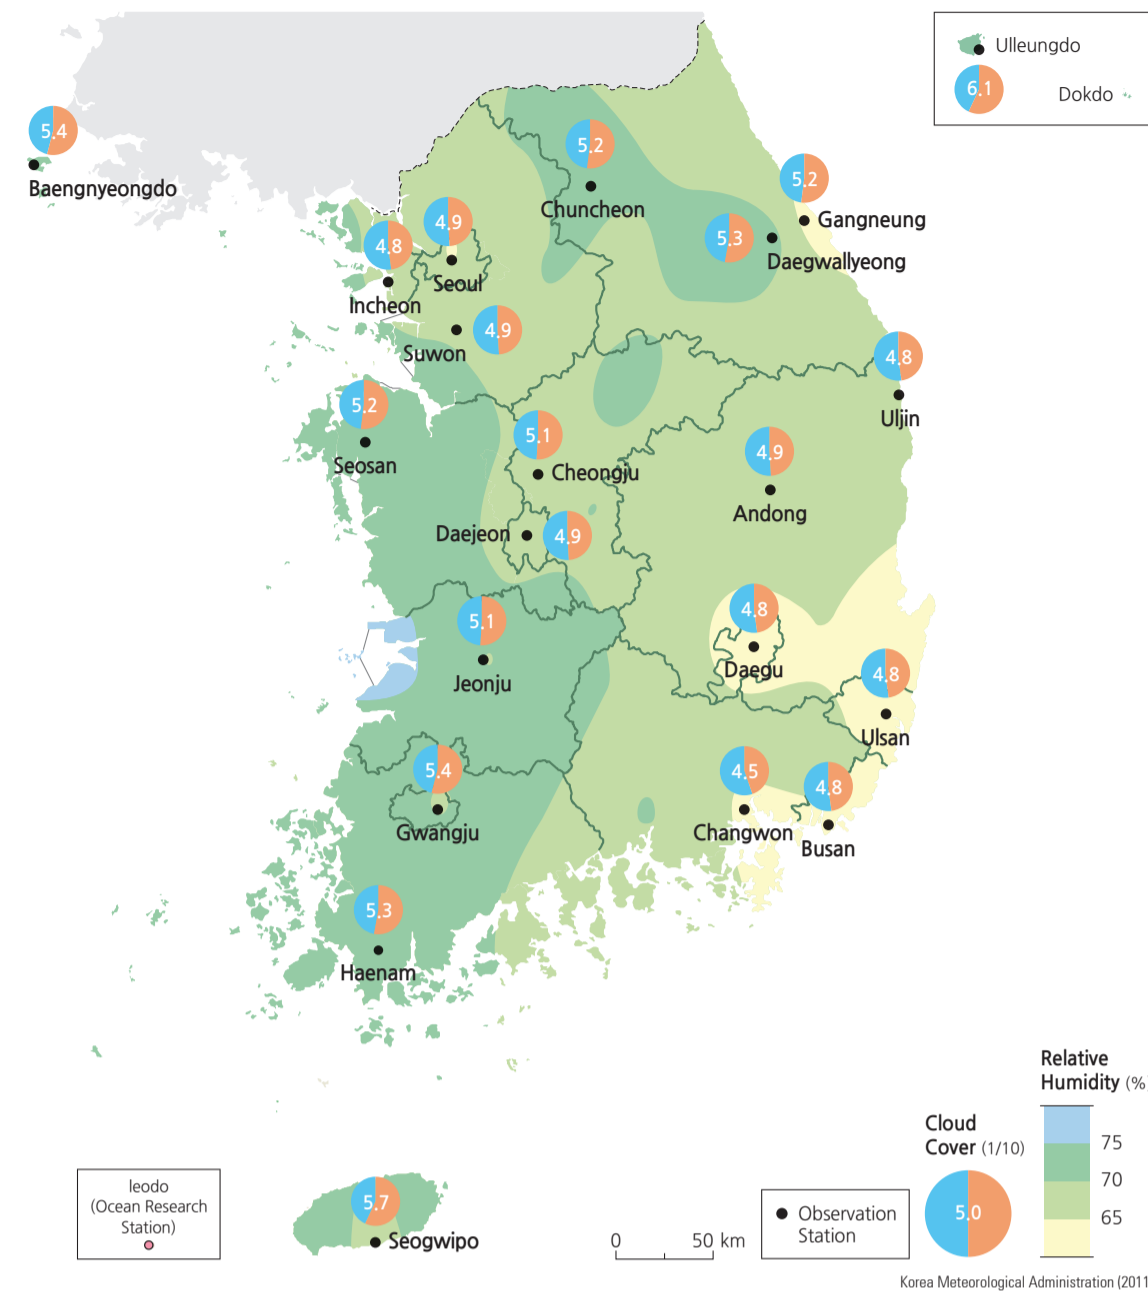 Ulleungdo
6.1
Dokdo
5.4
Baengnyeongdo
5.2
Chuncheon
5.2
Gangneung
5.3
Daegwallyeong
4.9
Seoul
4.8
Incheon
4.9
Suwon
4.8
Uljin
5.2
Seosan
5.1
Cheongju
4.9
Andong
Daejeon
4.9
5.1
Jeonju
4.8
Daegu
4.8
Ulsan
5.4
Gwangju
4.5
Changwon
4.8
Busan
5.3
Haenam
5.7
Seogwipo
Ieodo
(Ocean Research
Station)
0 50 km
Observation
Station
Cloud
Cover (1/10)
5.0
Relative
Humidity (%
75
70
65
Korea Meteorological Administration (2011